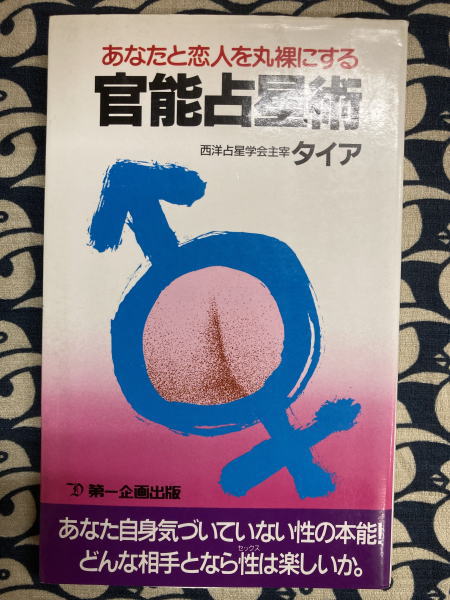 あなたと恋人を丸裸にする
官能占星術
西洋占星学会主宰 タイア
第一企画出版
あなた自身気づいていない性の本能!
どんな相手となら性は楽しいか。
セックス